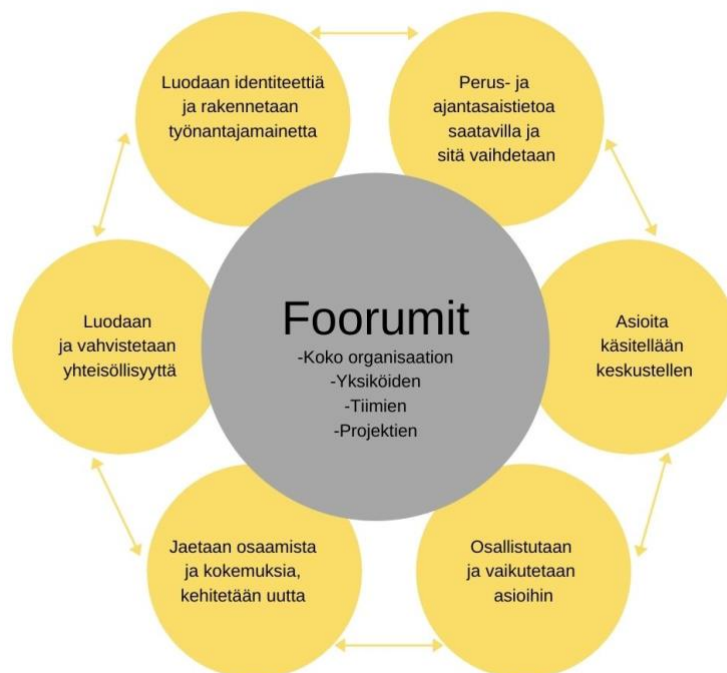 Luodaan identiteettiä
ja rakennetaan
työnantajamainetta
Perus- ja
ajantasaistietoa
saatavilla ja
sitä vaihdetaan
Luodaan
ja vahvistetaan
yhteisöllisyyttä
Foorumit
-Koko organisaation
-Yksiköiden
-Tiimien
-Projektien
Asioita
käsitellään
keskustellen
Jaetaan osaamista
ja kokemuksia,
kehitetään uutta
Osallistutaan
ja vaikutetaan
asioihin